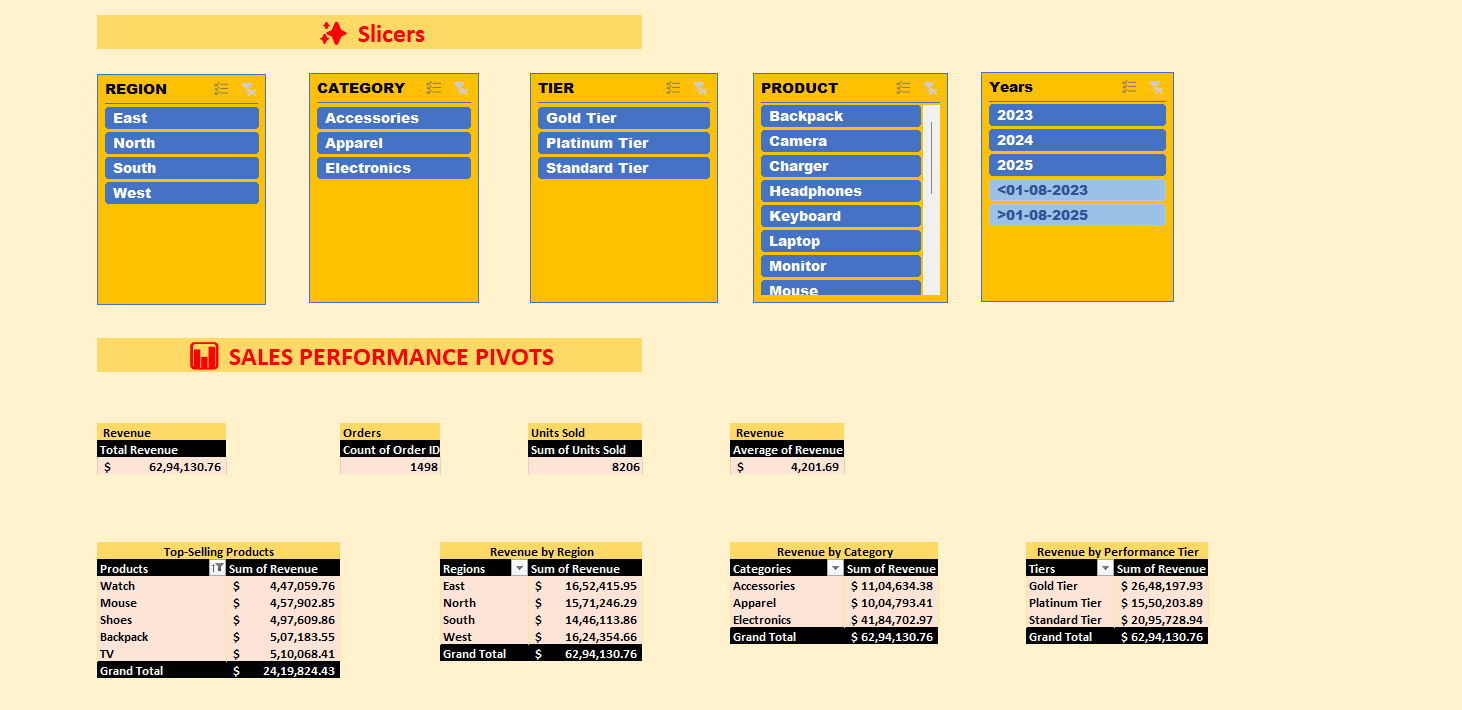 Slicers
REGION
East
North
South
West
CATEGORY
Accessories
Apparel
Electronics
TIER
Gold Tier
Platinum Tier
Standard Tier
PRODUCT
Backpack
Camera
Charger
Headphones
Keyboard
Laptop
Monitor
Mouse
Years
2023
2024
2025
<01-08-2023
>01-08-2025
SALES PERFORMANCE PIVOTS
Revenue
Total Revenue
$ 62,94,130.76
Orders
Count of Order ID
1498
Units Sold
Sum of Units Sold
8206
Revenue
Average of Revenue
$ 4,201.69
Top-Selling Products
Products Sum of Revenue
Watch $ 4,47,059.76
Mouse $ 4,57,902.85
Shoes $ 4,97,609.86
Backpack $ 5,07,183.55
TV $ 5,10,068.41
Grand Total $ 24,19,824.43
Revenue by Region
Regions Sum of Revenue
East $ 16,52,415.95
North $ 15,71,246.29
South $ 14,46,113.86
West $ 16,24,354.66
Grand Total $ 62,94,130.76
Revenue by Category
Categories Sum of Revenue
Accessories $ 11,04,634.38
Apparel $ 10,04,793.41
Electronics $ 41,84,702.97
Grand Total $ 62,94,130.76
Revenue by Performance Tier
Tiers Sum of Revenue
Gold Tier $ 26,48,197.93
Platinum Tier $ 15,50,203.89
Standard Tier $ 20,95,728.94
Grand Total $ 62,94,130.76